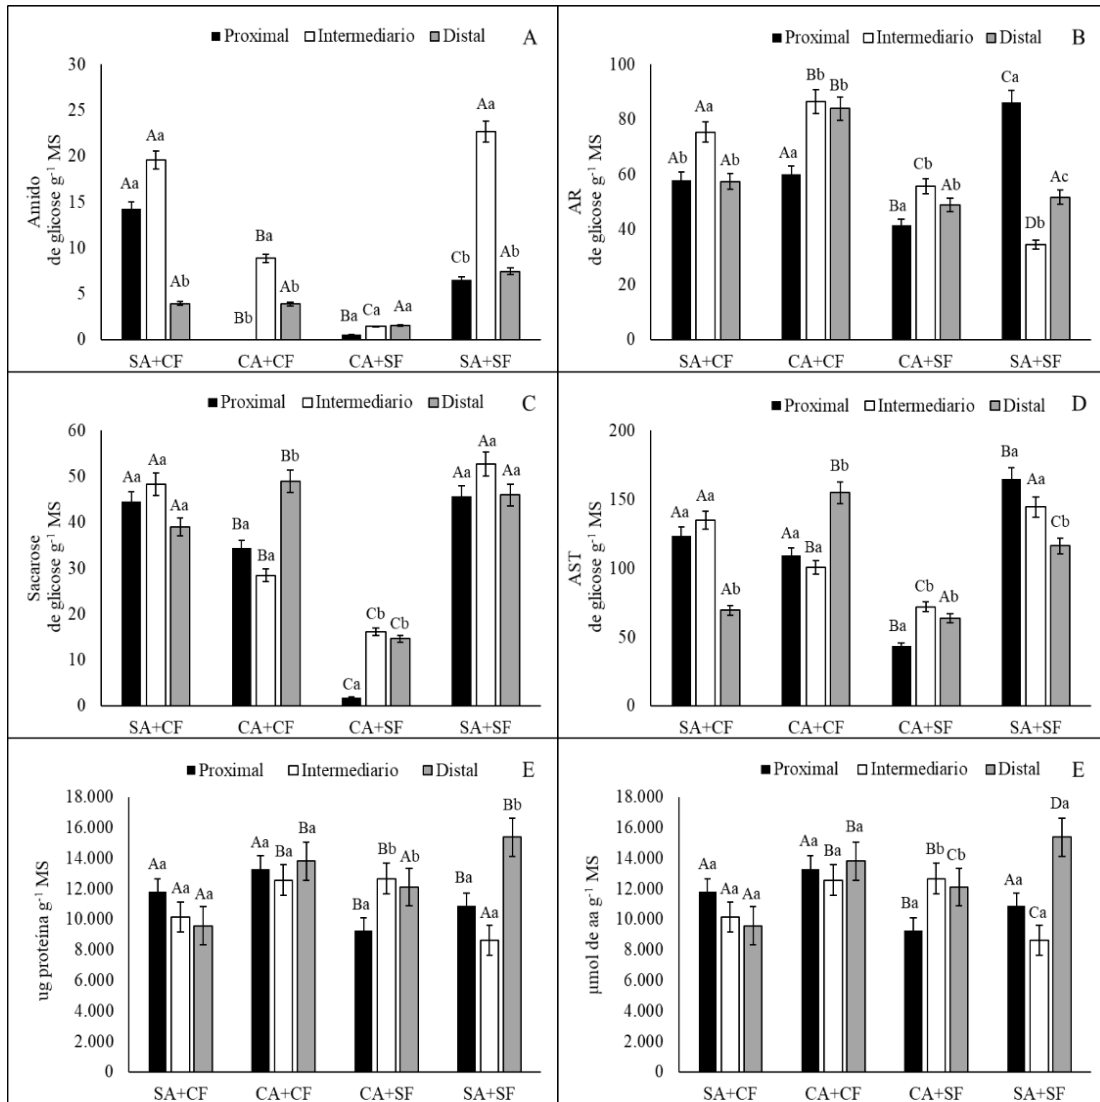 Proximal Intermediario Distal A
Amido
de glicose g⁻¹ MS
30
25
20
15
10
5
0
Aa Aa Ab
Bb Ba Ab
Ba Ca Aa
Cb Aa Ab
SA+CF CA+CF CA+SF SA+SF
Proximal Intermediario Distal B
AR
de glicose g⁻¹ MS
100
80
60
40
20
0
Ab Aa Ab
Aa Bb Bb
Ba Cb Ab
Ca Db Ac
SA+CF CA+CF CA+SF SA+SF
Proximal Intermediario Distal C
Sacarose
de glicose g⁻¹ MS
60
50
40
30
20
10
0
Aa Aa Aa
Ba Ba Bb
Ca Cb Cb
Aa Aa Aa
SA+CF CA+CF CA+SF SA+SF
Proximal Intermediario Distal D
AST
de glicose g⁻¹ MS
200
150
100
50
0
Aa Aa Ab
Aa Ba Bb
Ba Cb Ab
Ba Aa Cb
SA+CF CA+CF CA+SF SA+SF
Proximal Intermediario Distal E
ug proteína g⁻¹ MS
18.000
16.000
14.000
12.000
10.000
8.000
6.000
4.000
2.000
0
Aa Aa Aa
Aa Ba Ba
Ba Bb Ab
Ba Aa Bb
SA+CF CA+CF CA+SF SA+SF
Proximal Intermediario Distal E
µmol de aa g⁻¹ MS
18.000
16.000
14.000
12.000
10.000
8.000
6.000
4.000
2.000
0
Aa Aa Aa
Aa Ba Ba
Ba Bb Cb
Aa Ca Da
SA+CF CA+CF CA+SF SA+SF